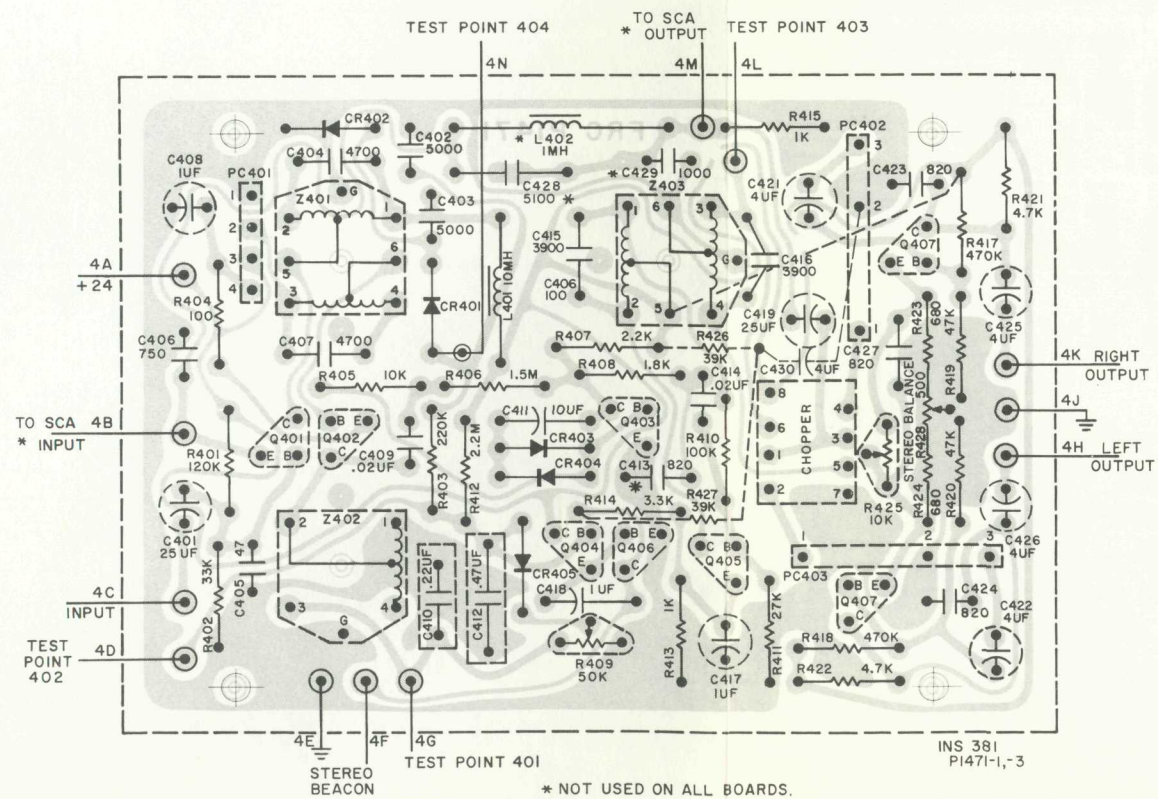 TO SCA
* OUTPUT
TEST POINT 404
TEST POINT 403
4N
4M
4L
CR402
C404 4700
C402
5000
* L402
1MH
R415
1K
PC402
3
2
1
C408
1UF
PC401
1
2
3
4
Z401
G
2
1
5
6
3
4
C403
5000
C428
5100
*
* C429 1000
Z403
1
6
3
G
2
5
4
C421
4UF
C423 820
R421
4.7K
C
Q407
E B
R417
470K
C415
3900
C406
100
C416
3900
L401 10MH
CR401
4A
+24
R404
100
C406
750
C407 4700
R405 10K
R406 1.5M
R407 2.2K
R408 1.8K
R426
39K
C419
25UF
C430 4UF
C427
820
R423
680
47K
R419
C425
4UF
4K RIGHT
OUTPUT
4J
4H LEFT
OUTPUT
TO SCA 4B
* INPUT
R401
120K
C
Q401
E B
B E
Q402
C
C409
.02UF
220K
R403
2.2M
R412
C411 10UF
CR403
CR404
C B
Q403
E
C414
.02UF
R410
100K
C413 820
*
R414 3.3K
R427
39K
CHOPPER
8
6
1
2
4
3
5
7
R425
10K
STEREO BALANCE
R428
500
R424
680
47K
R420
C426
4UF
C401
25UF
33K
R402
47
C405
Z402
2
1
3
4
G
.22UF
C410
.47UF
C412
CR405
C B
Q404
E
B E
Q406
C
C B
Q405
E
C418 1UF
R409
50K
1K
R413
C417
1UF
27K
R411
PC403
1
2
3
B E
Q407
C
C424
820
C422
4UF
R418 470K
R422 4.7K
4C
INPUT
4D
TEST
POINT
402
4E
4F
4G
STEREO
BEACON
TEST POINT 401
INS 381
P1471-1,-3
* NOT USED ON ALL BOARDS.